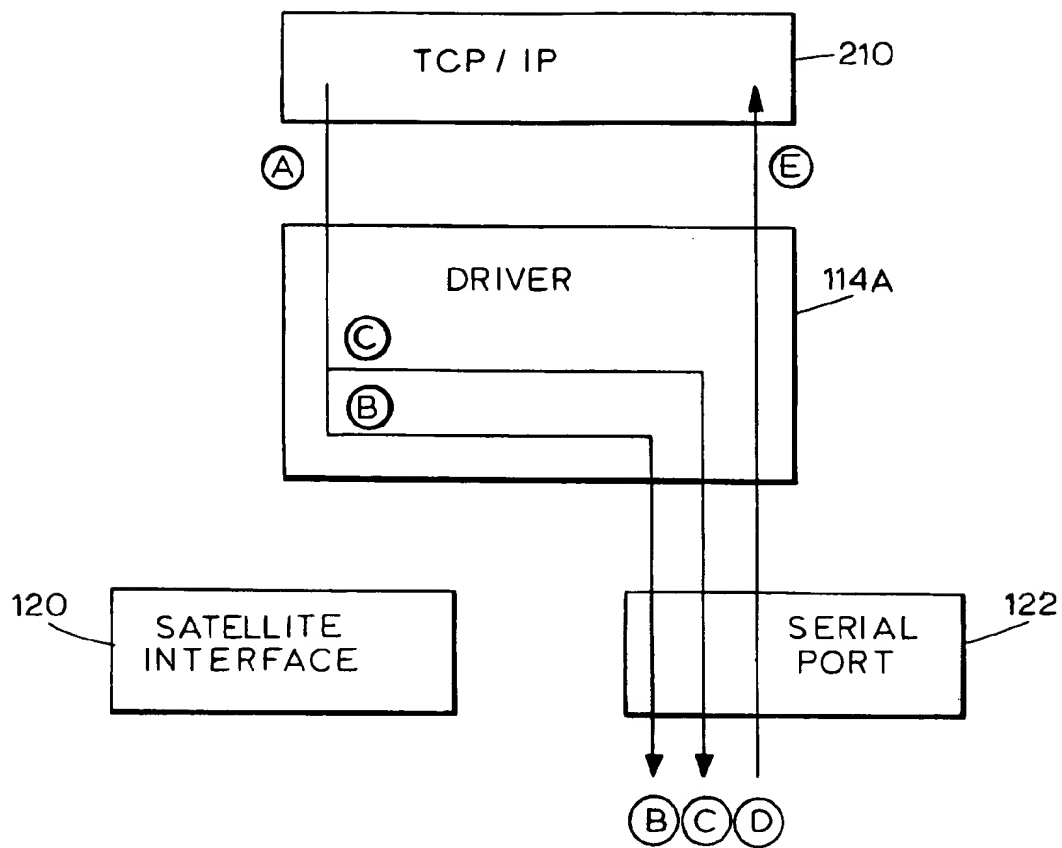 TCP / IP
210
A
E
DRIVER
114A
C
B
120
SATELLITE
INTERFACE
SERIAL
PORT
122
B C D